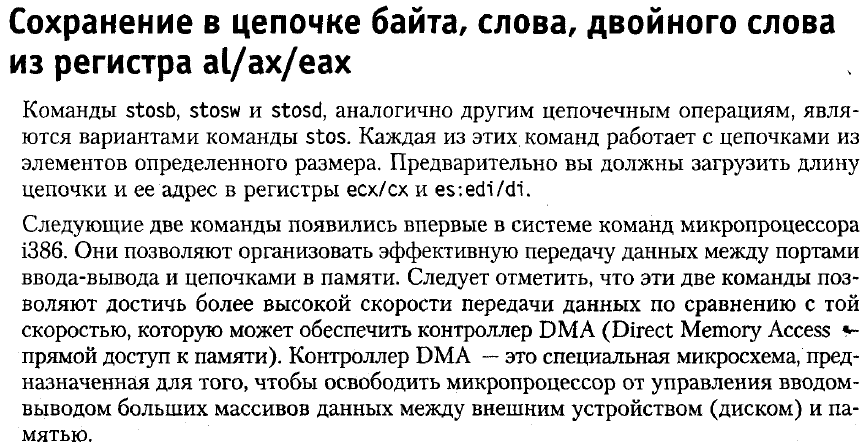 Сохранение в цепочке байта, слова, двойного слова
из регистра al/ax/eax
Команды stosb, stosw и stosd, аналогично другим цепочечным операциям, явля-
ются вариантами команды stos. Каждая из этих команд работает с цепочками из
элементов определенного размера. Предварительно вы должны загрузить длину
цепочки и ее адрес в регистры ecx/cx и es:edi/di.
Следующие две команды появились впервые в системе команд микропроцессора
i386. Они позволяют организовать эффективную передачу данных между портами
ввода-вывода и цепочками в памяти. Следует отметить, что эти две команды поз-
воляют достичь более высокой скорости передачи данных по сравнению с той
скоростью, которую может обеспечить контроллер DMA (Direct Memory Access —
прямой доступ к памяти). Контроллер DMA — это специальная микросхема, пред-
назначенная для того, чтобы освободить микропроцессор от управления вводом-
выводом больших массивов данных между внешним устройством (диском) и па-
мятью.